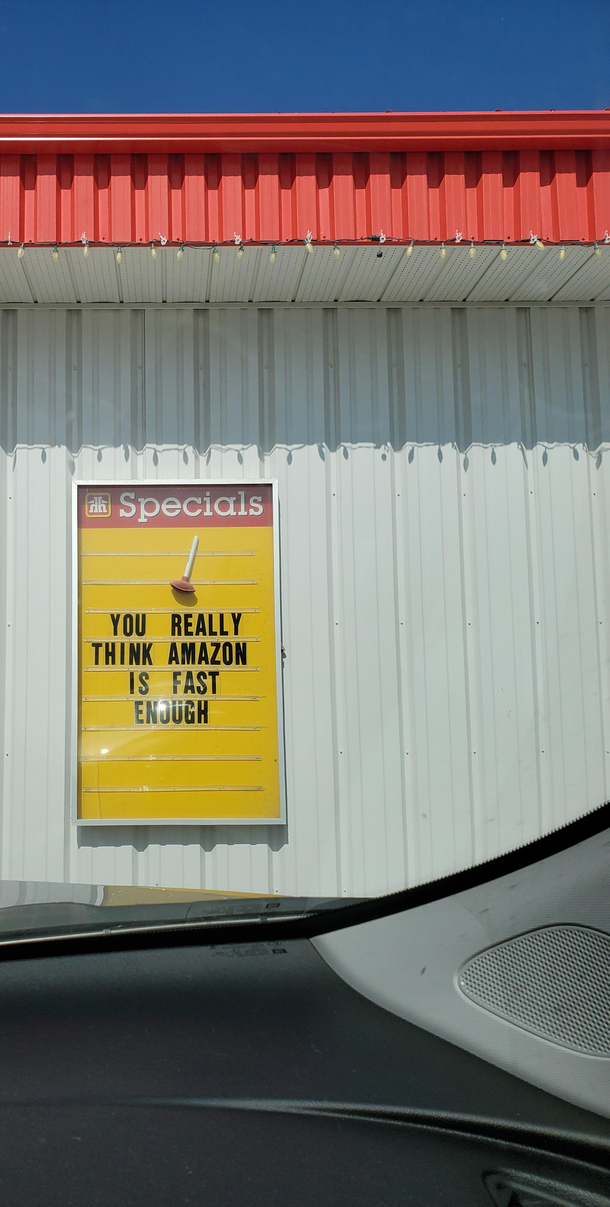 Specials
YOU REALLY
THINK AMAZON
IS FAST
ENOUGH